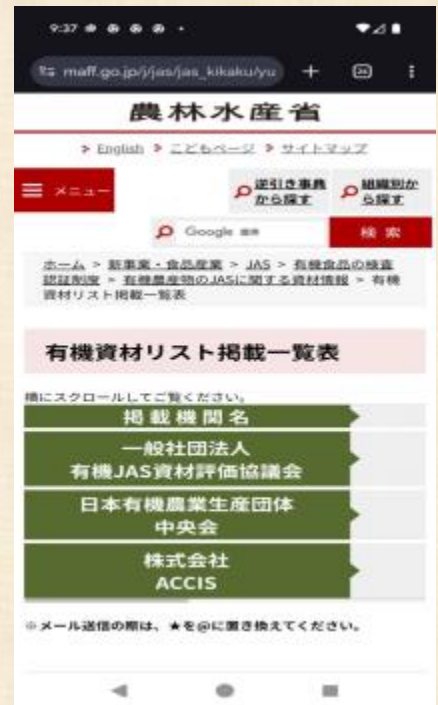 9:37
maff.go.jp/j/jas/jas_kikaku/yu
農林水産省
English こどもページ サイトマップ
メニュー
逆引き事典
から探す
組織別か
ら探す
Google
検索
ホーム > 新事業・食品産業 > JAS > 有機食品の検査
認証制度 > 有機農産物のJASに関する資材情報 > 有機
資材リスト掲載一覧表
有機資材リスト掲載一覧表
横にスクロールしてご覧ください。
掲載機関名
一般社団法人
有機JAS資材評価協議会
日本有機農業生産団体
中央会
株式会社
ACCIS
※メール送信の際は、★を@に置き換えてください。